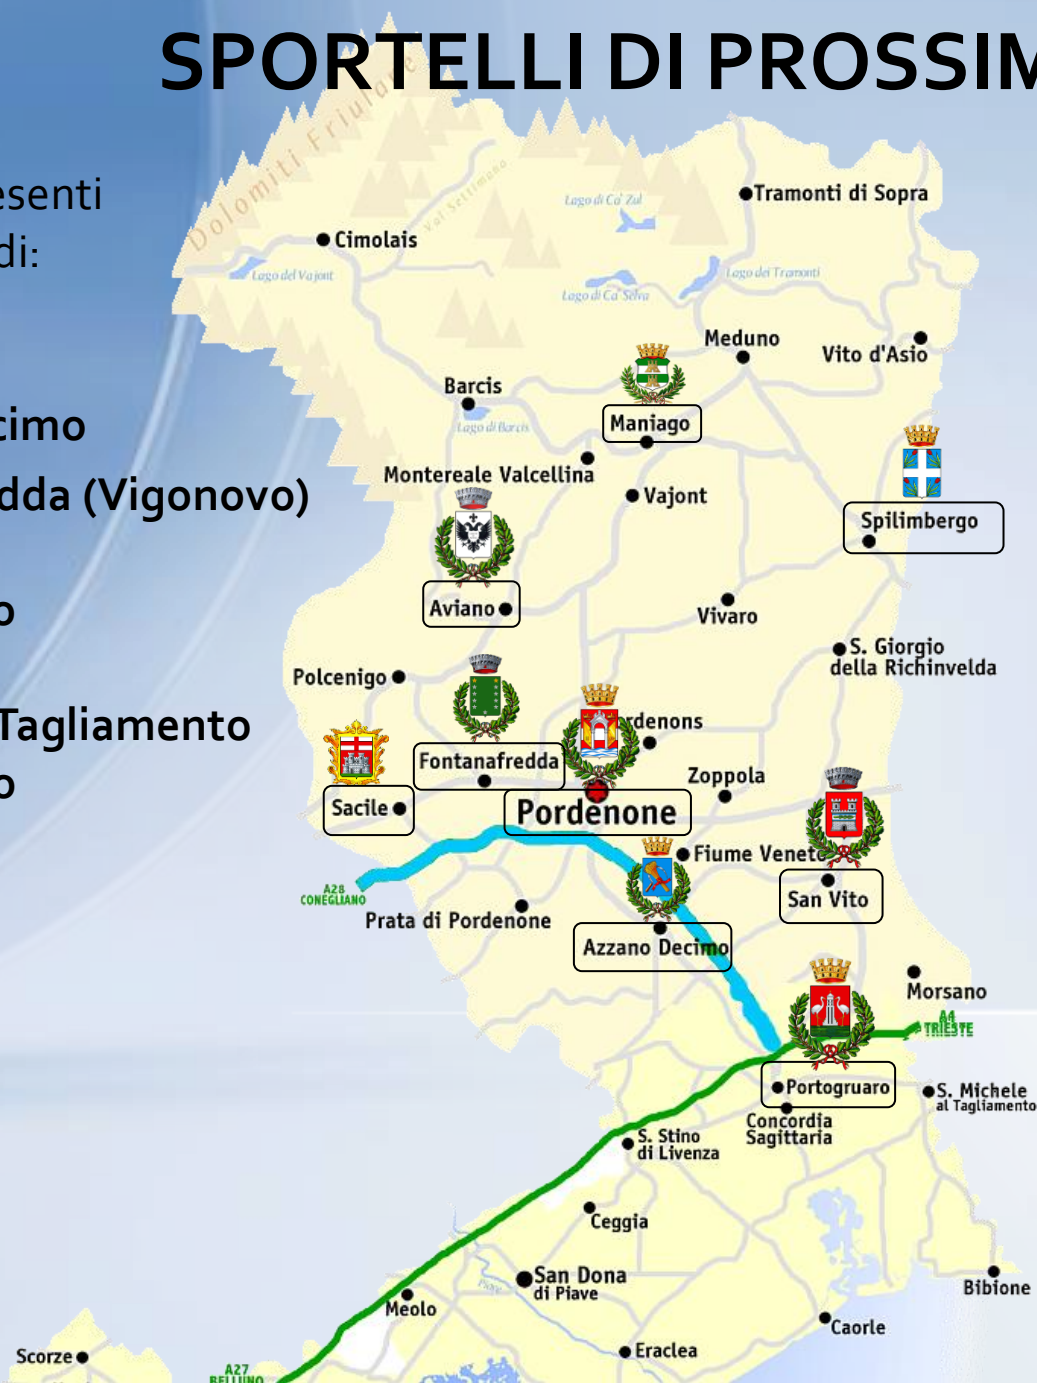 SPORTELLI DI PROSSIM
esenti
di:
cimo
dda (Vigonovo)
o
Tagliamento
o
Dolomiti Friulane
Val Settimana
Lago di Ca' Zul
Tramonti di Sopra
Cimolais
Lago del Vajont
Lago dei Tramonti
Lago di Ca' Selva
Meduno
Vito d'Asio
Barcis
Lago di Barcis
Maniago
Montereale Valcellina
Vajont
Spilimbergo
Aviano
Vivaro
S. Giorgio
della Richinvelda
Polcenigo
rdenons
Fontanafredda
Zoppola
Sacile
Pordenone
Fiume Veneto
A28
CONEGLIANO
San Vito
Prata di Pordenone
Azzano Decimo
Morsano
A4
TRIESTE
Portogruaro
S. Michele
al Tagliamento
Concordia
Sagittaria
S. Stino
di Livenza
Ceggia
San Dona
di Piave
Piave
Bibione
Meolo
Caorle
Eraclea
Scorze
A27
BELLUNO